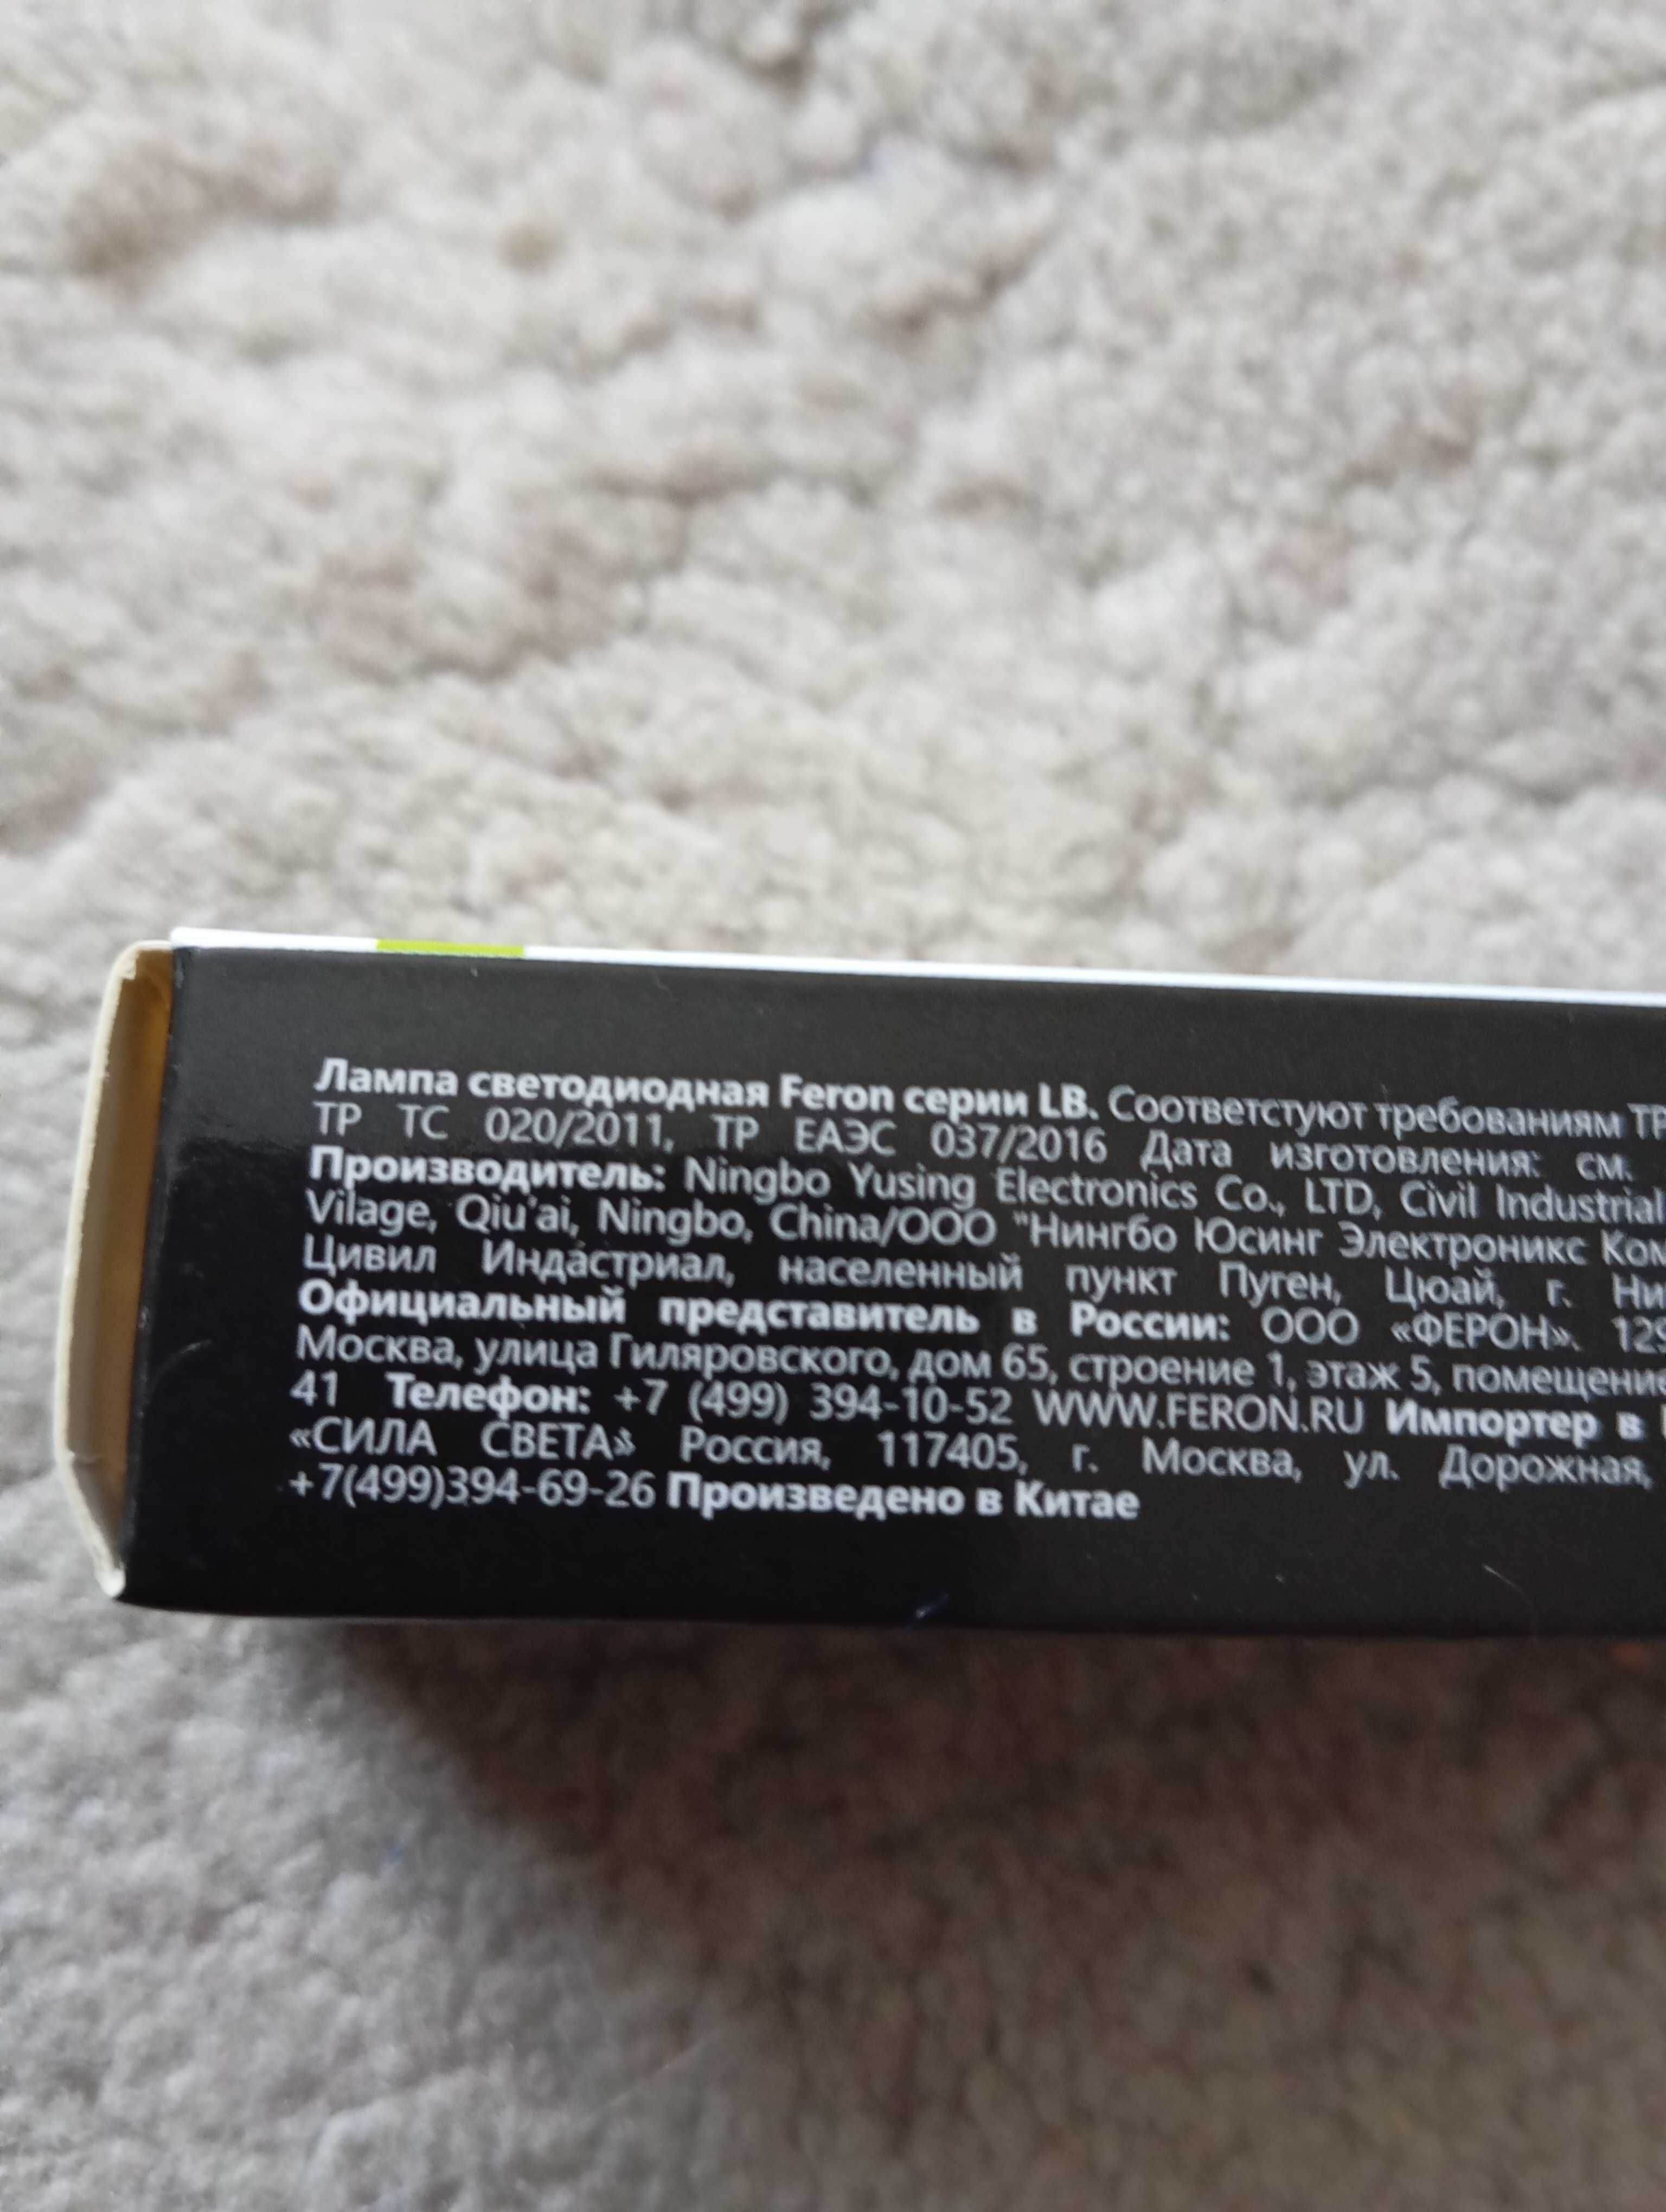 Лампа светодиодная Feron серии LB. Соответстуют требованиям ТР
ТР ТС 020/2011, ТР ЕАЭС 037/2016 Дата изготовления: см.
Производитель: Ningbo Yusing Electronics Co., LTD, Civil Industrial
Vilage, Qiu'ai, Ningbo, China/ООО "Нингбо Юсинг Электроникс
Цивил Индастриал, населенный пункт Пуген, Цюай, г.
Официальный представитель в России: ООО «ФЕРОН».
Москва, улица Гиляровского, дом 65, строение 1, этаж 5, помещение
41 Телефон: +7 (499) 394-10-52 WWW.FERON.RU Импортер в
«СИЛА СВЕТА» Россия, 117405, г. Москва, ул. Дорожная,
+7(499)394-69-26 Произведено в Китае